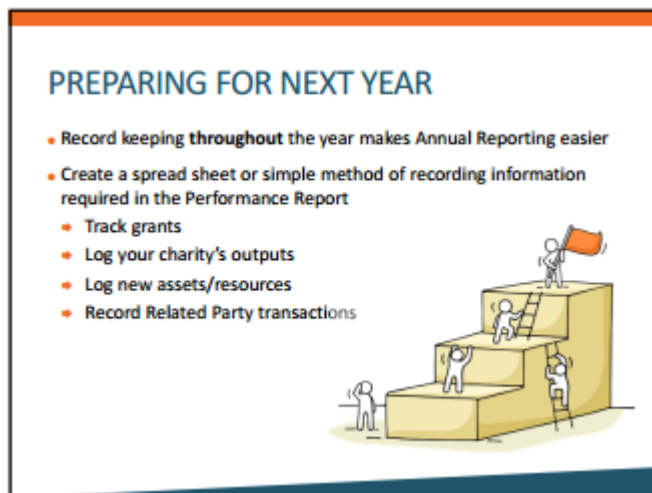 PREPARING FOR NEXT YEAR
Record keeping throughout the year makes Annual Reporting easier
Create a spread sheet or simple method of recording information
required in the Performance Report
Track grants
Log your charity's outputs
Log new assets/resources
Record Related Party transactions